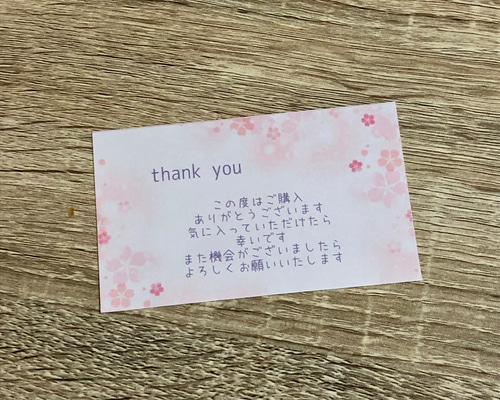 thank you
この度はご購入
ありがとうございます
気に入っていただけたら
幸いです
また機会がございましたら
よろしくお願いいたします